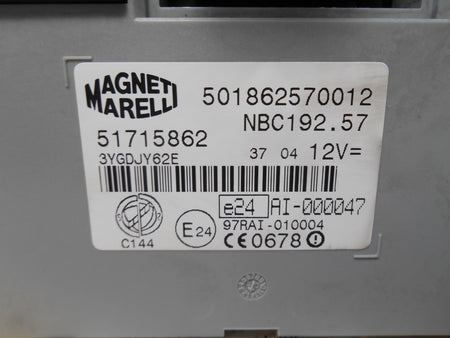 MAGNETI
MARELLI
501862570012
NBC192.57
51715862
3YGDJY62E
37 04 12V=
e24 AI-000047
97RAI-010004
C144
E24
CE0678